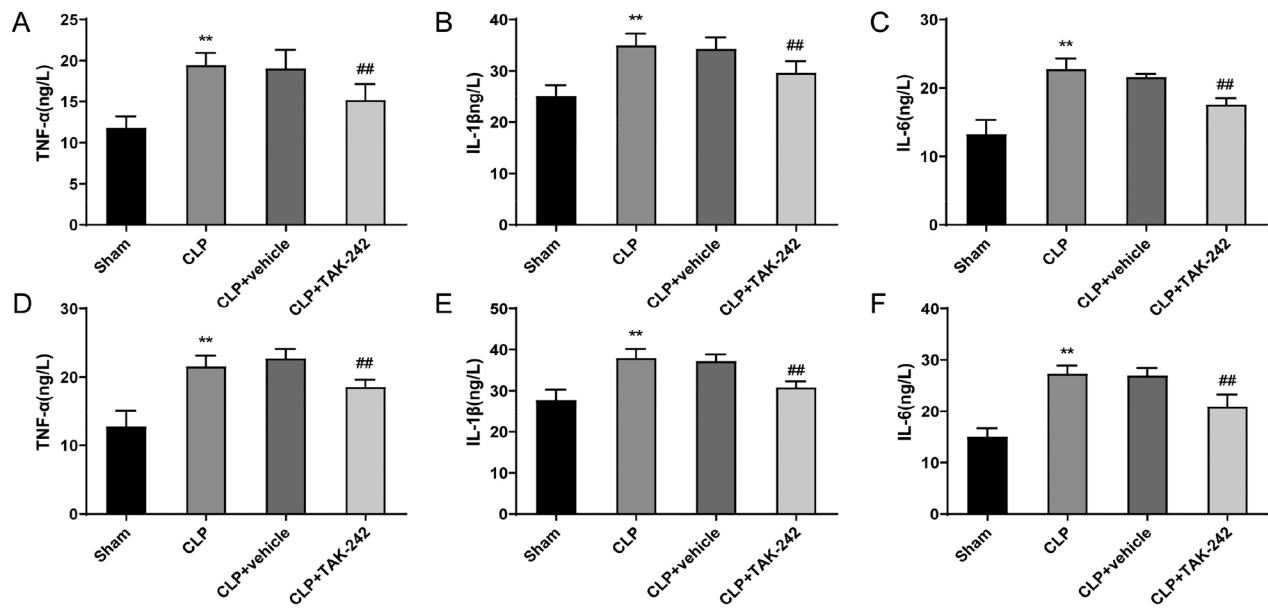 A
TNF-α(ng/L)
25
20
15
10
5
0
**
##
Sham
CLP
CLP+vehicle
CLP+TAK-242
B
IL-1βng/L)
40
30
20
10
0
**
##
Sham
CLP
CLP+vehicle
CLP+TAK-242
C
IL-6(ng/L)
30
20
10
0
**
##
Sham
CLP
CLP+vehicle
CLP+TAK-242
D
TNF-α(ng/L)
30
20
10
0
**
##
Sham
CLP
CLP+vehicle
CLP+TAK-242
E
IL-1β(ng/L)
50
40
30
20
10
0
**
##
Sham
CLP
CLP+vehicle
CLP+TAK-242
F
IL-6(ng/L)
40
30
20
10
0
**
##
Sham
CLP
CLP+vehicle
CLP+TAK-242